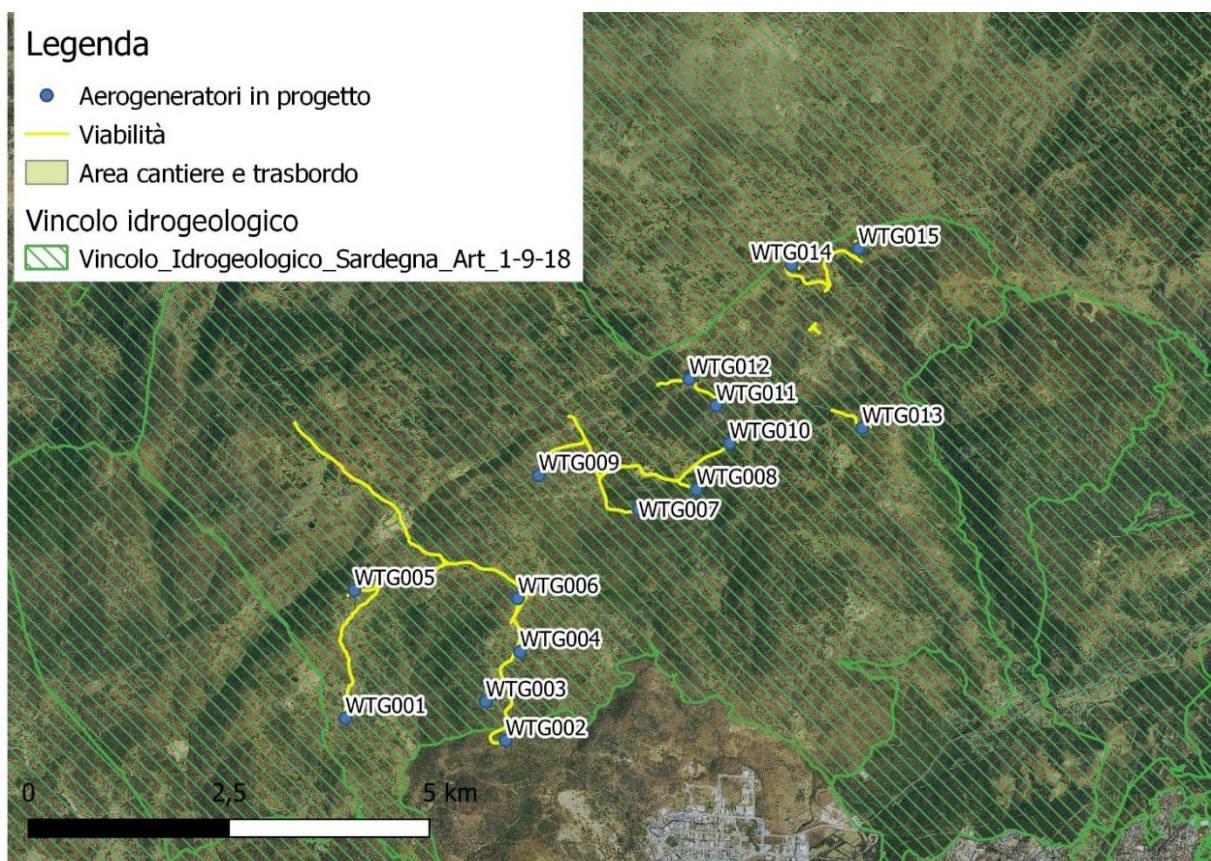 Legenda
Aerogeneratori in progetto
Viabilità
Area cantiere e trasbordo
Vincolo idrogeologico
Vincolo_Idrogeologico_Sardegna_Art_1-9-18
WTG015
WTG014
WTG012
WTG011
WTG013
WTG010
WTG009
WTG008
WTG007
WTG005
WTG006
WTG004
WTG003
WTG001
WTG002
0 2,5 5 km